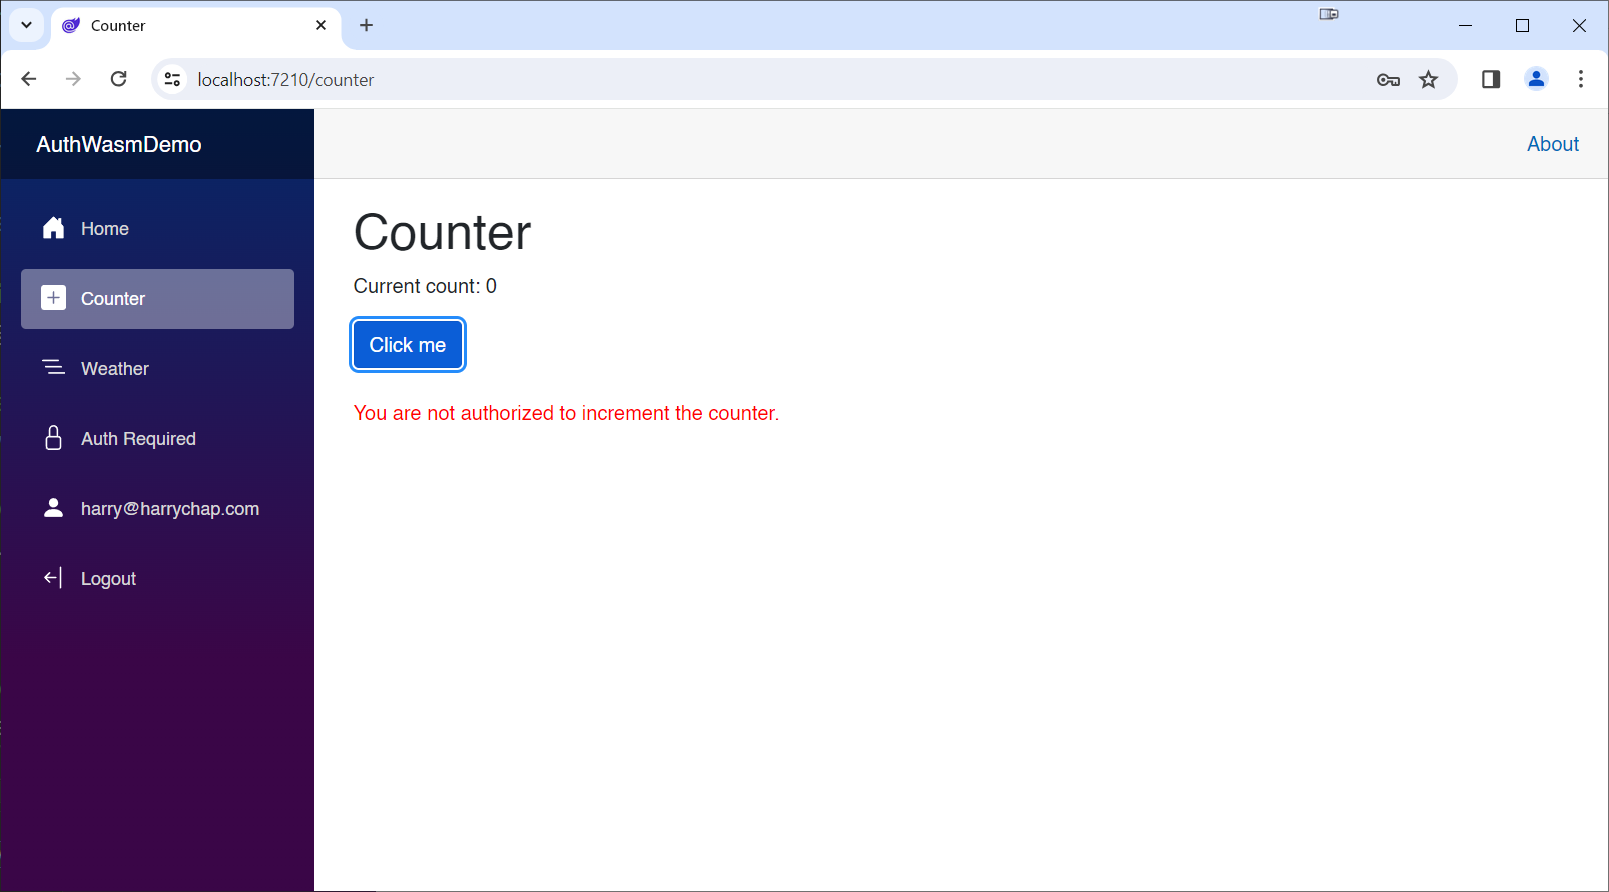 Counter
localhost:7210/counter
AuthWasmDemo
About
Home
Counter
Weather
Auth Required
harry@harrychap.com
Logout
Counter
Current count: 0
Click me
You are not authorized to increment the counter.